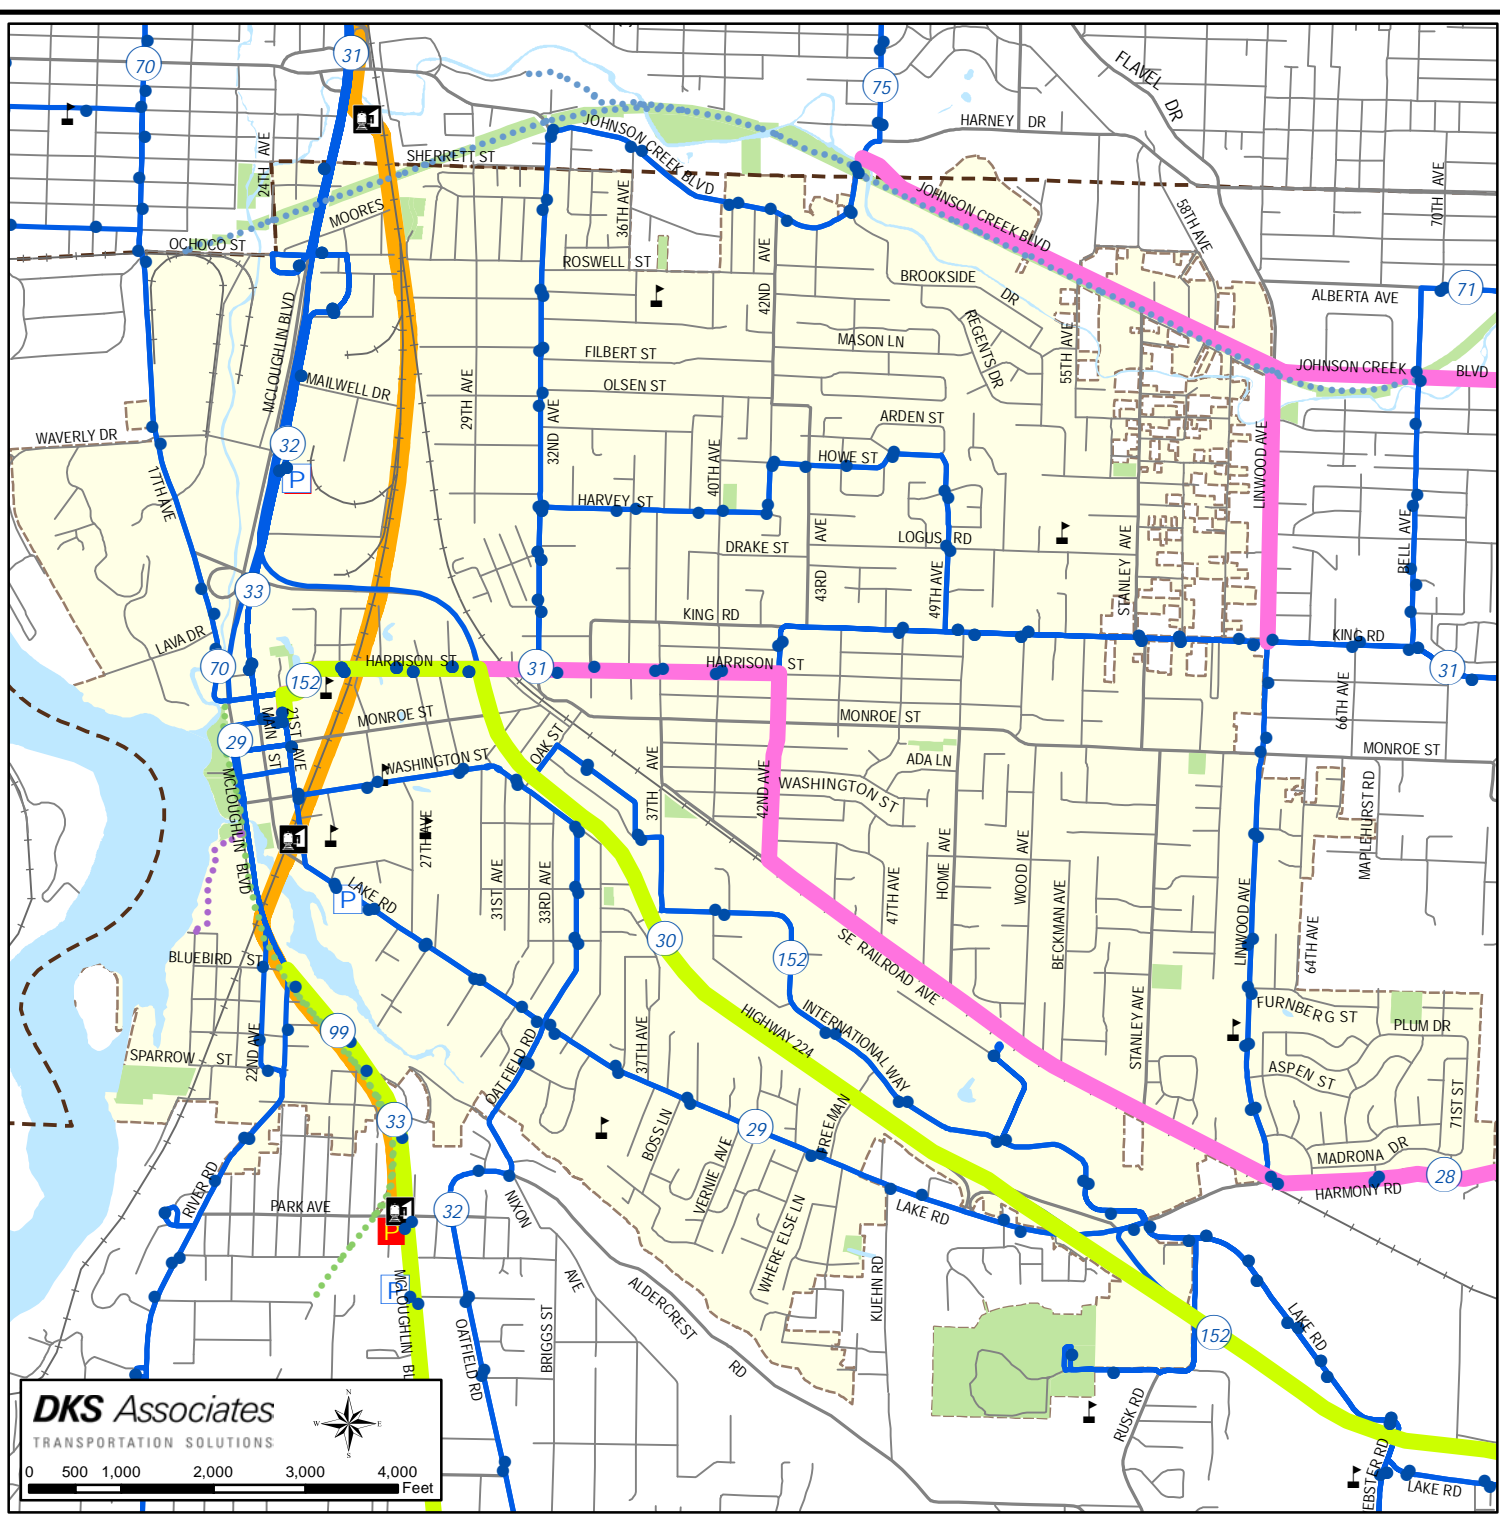 70
31
75
FLAVEL DR
HARNEY DR
JOHNSON CREEK BLVD
SHERRETT ST
24TH AVE
MOORES
OCHOCO ST
36TH AVE
ROSWELL ST
42ND AVE
JOHNSON CREEK BLVD
58TH AVE
70TH AVE
BROOKSIDE DR
REGENTS DR
ALBERTA AVE
71
MCLOUGHLIN BLVD
FILBERT ST
MASON LN
55TH AVE
OLSEN ST
MAILWELL DR
29TH AVE
JOHNSON CREEK BLVD
ARDEN ST
WAVERLY DR
32
P
32ND AVE
40TH AVE
HOWE ST
LINWOOD AVE
17TH AVE
HARVEY ST
DRAKE ST
43RD AVE
LOGUS RD
STANLEY AVE
BELL AVE
33
49TH AVE
KING RD
KING RD
LAVA DR
70
152
HARRISON ST
31
HARRISON ST
31
66TH AVE
MONROE ST
MONROE ST
MONROE ST
29
MAIN ST
21ST AVE
WASHINGTON ST
OAK ST
37TH AVE
42ND AVE
WASHINGTON ST
ADA LN
MAPLEHURST RD
MCLOUGHLIN BLVD
27TH AVE
LAKE RD
P
31ST AVE
33RD AVE
47TH AVE
HOME AVE
WOOD AVE
BECKMAN AVE
LINWOOD AVE
64TH AVE
30
152
SE RAILROAD AVE
BLUEBIRD ST
99
HIGHWAY 224
INTERNATIONAL WAY
STANLEY AVE
FURNBERG ST
PLUM DR
SPARROW ST
22ND AVE
OATFIELD RD
37TH AVE
ASPEN ST
71ST ST
33
BOSS LN
VERNIE AVE
29
FREEMAN
MADRONA DR
28
HARMONY RD
RIVER RD
PARK AVE
P
32
NIXON AVE
WHERE ELSE LN
LAKE RD
KUEHN RD
P
MCLOUGHLIN BL
OATFIELD RD
BRIGGS ST
ALDERCREST RD
152
LAKE RD
RUSK RD
EBSTER RD
LAKE RD
DKS Associates
TRANSPORTATION SOLUTIONS
N
W E
S
0 500 1,000 2,000 3,000 4,000
Feet